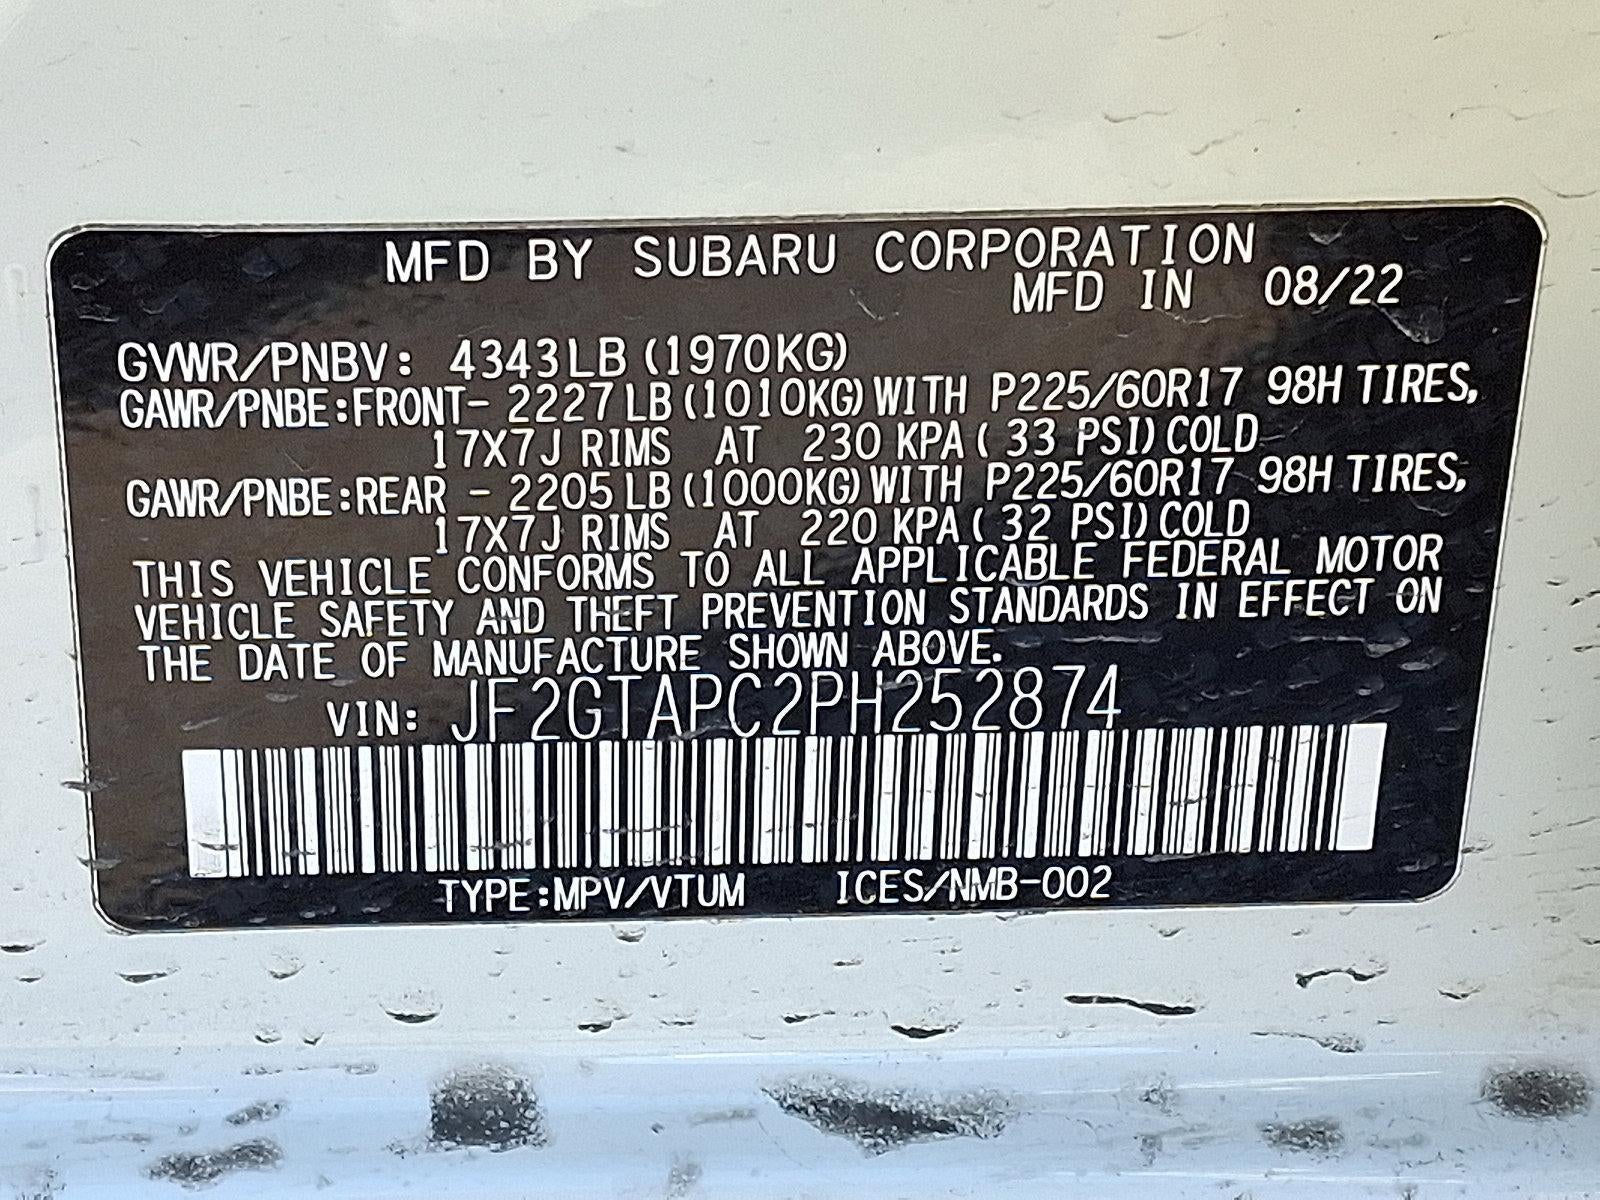 MFD BY SUBARU CORPORATION
MFD IN 08/22
GVWR/PNBV: 4343LB (1970KG)
GAWR/PNBE:FRONT- 2227LB (1010KG) WITH P225/60R17 98H TIRES,
17X7J RIMS AT 230 KPA ( 33 PSI) COLD
GAWR/PNBE:REAR - 2205LB (1000KG) WITH P225/60R17 98H TIRES,
17X7J RIMS AT 220 KPA ( 32 PSI) COLD
THIS VEHICLE CONFORMS TO ALL APPLICABLE FEDERAL MOTOR
VEHICLE SAFETY AND THEFT PREVENTION STANDARDS IN EFFECT ON
THE DATE OF MANUFACTURE SHOWN ABOVE.
VIN: JF2GTAPC2PH252874
TYPE:MPV/VTUM ICES/NMB-002